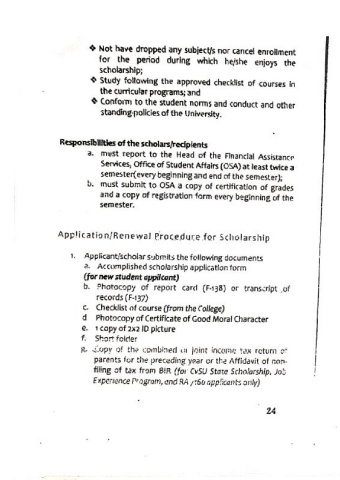 ❖ Not have dropped any subject/s nor cancel enrollment
for the period during which he/she enjoys the
scholarship;
❖ Study following the approved checklist of courses in
the curricular programs; and
❖ Conform to the student norms and conduct and other
standing-policies of the University.
Responsibilities of the scholars/recipients
a. must report to the Head of the Financial Assistance
Services, Office of Student Affairs (OSA) at least twice a
semester(every beginning and end of the semester);
b. must submit to OSA a copy of certification of grades
and a copy of registration form every beginning of the
semester.
Application/Renewal Procedure for Scholarship
1. Applicant/scholar submits the following documents
a. Accomplished scholarship application form
(for new student applicant)
b. Photocopy of report card (F-138) or transcript of
records (F-137)
c. Checklist of course (from the College)
d Photocopy of Certificate of Good Moral Character
e. 1 copy of 2x2 ID picture
f. Short folder
g. Copy of the combined or joint income tax return of
parents for the preceding year or the Affidavit of non-
filing of tax from BIR (for CvSU State Scholarship, Job
Experience Program, and RA 7160 applicants only)
24